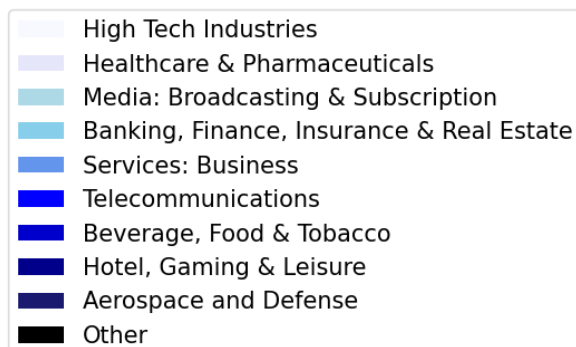 High Tech Industries
Healthcare & Pharmaceuticals
Media: Broadcasting & Subscription
Banking, Finance, Insurance & Real Estate
Services: Business
Telecommunications
Beverage, Food & Tobacco
Hotel, Gaming & Leisure
Aerospace and Defense
Other